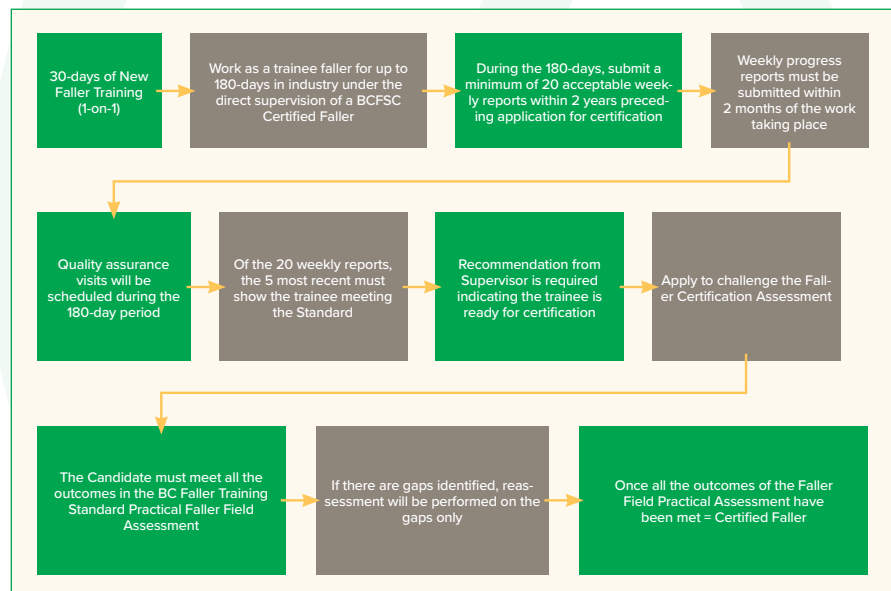 30-days of New
Faller Training
(1-on-1)
Work as a trainee faller for up to
180-days in industry under the
direct supervision of a BCFSC
Certified Faller
During the 180-days, submit a
minimum of 20 acceptable week-
ly reports within 2 years preced-
ing application for certification
Weekly progress
reports must be
submitted within
2 months of the work
taking place
Quality assurance
visits will be
scheduled during the
180-day period
Of the 20 weekly reports,
the 5 most recent must
show the trainee meeting
the Standard
Recommendation from
Supervisor is required
indicating the trainee is
ready for certification
Apply to challenge the Fall-
er Certification Assessment
The Candidate must meet all the
outcomes in the BC Faller Training
Standard Practical Faller Field
Assessment
If there are gaps identified, reas-
sessment will be performed on the
gaps only
Once all the outcomes of the Faller
Field Practical Assessment have
been met = Certified Faller